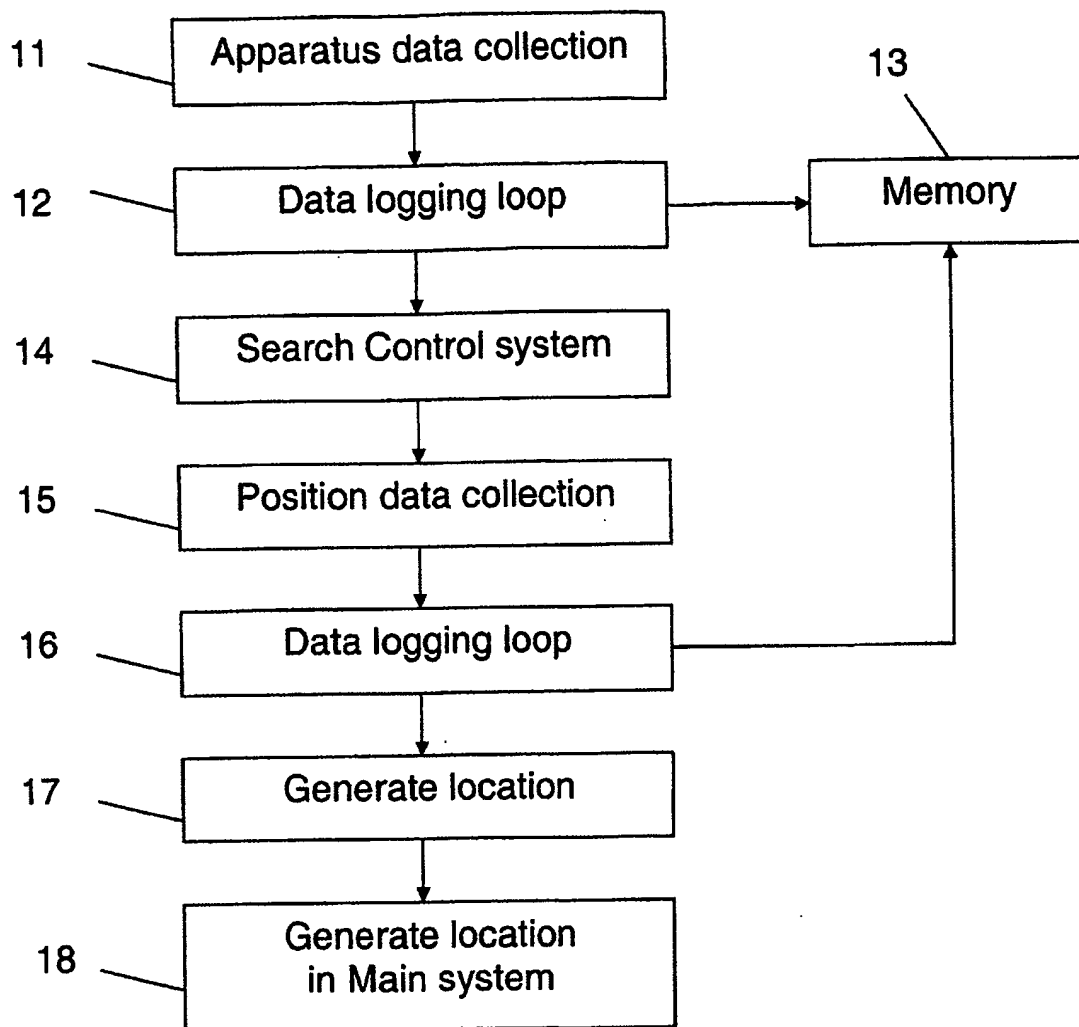 11
Apparatus data collection
13
12
Data logging loop
Memory
14
Search Control system
15
Position data collection
16
Data logging loop
17
Generate location
18
Generate location
in Main system